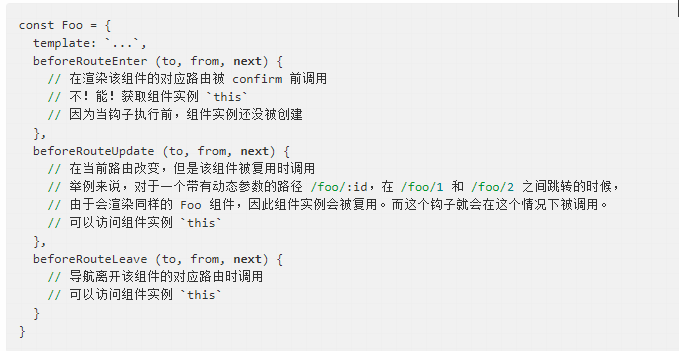 const Foo = {
  template: `...`,
  beforeRouteEnter (to, from, next) {
    // 在渲染该组件的对应路由被 confirm 前调用
    // 不！能！获取组件实例 `this`
    // 因为当钩子执行前，组件实例还没被创建
  },
  beforeRouteUpdate (to, from, next) {
    // 在当前路由改变，但是该组件被复用时调用
    // 举例来说，对于一个带有动态参数的路径 /foo/:id，在 /foo/1 和 /foo/2 之间跳转的时候，
    // 由于会渲染同样的 Foo 组件，因此组件实例会被复用。而这个钩子就会在这个情况下被调用。
    // 可以访问组件实例 `this`
  },
  beforeRouteLeave (to, from, next) {
    // 导航离开该组件的对应路由时调用
    // 可以访问组件实例 `this`
  }
}